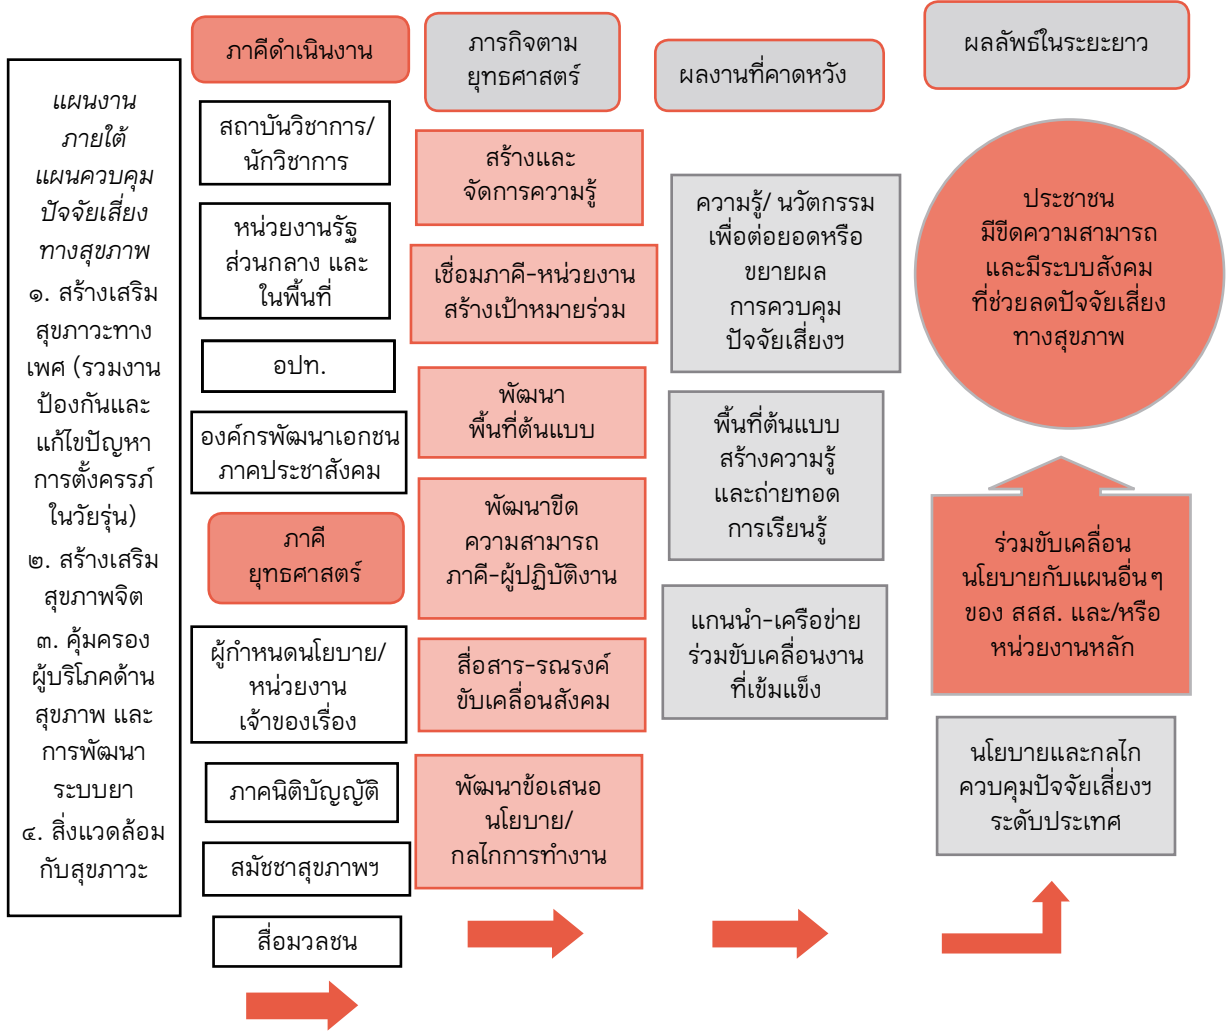 แผนงาน
ภายใต้
แผนควบคุม
ปัจจัยเสี่ยง
ทางสุขภาพ
๑. สร้างเสริม
สุขภาวะทาง
เพศ (รวมงาน
ป้องกันและ
แก้ไขปัญหา
การตั้งครรภ์
ในวัยรุ่น)
๒. สร้างเสริม
สุขภาพจิต
๓. คุ้มครอง
ผู้บริโภคด้าน
สุขภาพ และ
การพัฒนา
ระบบยา
๔. สิ่งแวดล้อม
กับสุขภาวะ
ภาคีดำเนินงาน
สถาบันวิชาการ/
นักวิชาการ
หน่วยงานรัฐ
ส่วนกลาง และ
ในพื้นที่
อปท.
องค์กรพัฒนาเอกชน
ภาคประชาสังคม
ภาคี
ยุทธศาสตร์
ผู้กำหนดนโยบาย/
หน่วยงาน
เจ้าของเรื่อง
ภาคนิติบัญญัติ
สมัชชาสุขภาพฯ
สื่อมวลชน
ภารกิจตาม
ยุทธศาสตร์
สร้างและ
จัดการความรู้
เชื่อมภาคี-หน่วยงาน
สร้างเป้าหมายร่วม
พัฒนา
พื้นที่ต้นแบบ
พัฒนาขีด
ความสามารถ
ภาคี-ผู้ปฏิบัติงาน
สื่อสาร-รณรงค์
ขับเคลื่อนสังคม
พัฒนาข้อเสนอ
นโยบาย/
กลไกการทำงาน
ผลงานที่คาดหวัง
ความรู้/ นวัตกรรม
เพื่อต่อยอดหรือ
ขยายผล
การควบคุม
ปัจจัยเสี่ยงฯ
พื้นที่ต้นแบบ
สร้างความรู้
และถ่ายทอด
การเรียนรู้
แกนนำ-เครือข่าย
ร่วมขับเคลื่อนงาน
ที่เข้มแข็ง
ผลลัพธ์ในระยะยาว
ประชาชน
มีขีดความสามารถ
และมีระบบสังคม
ที่ช่วยลดปัจจัยเสี่ยง
ทางสุขภาพ
ร่วมขับเคลื่อน
นโยบายกับแผนอื่นๆ
ของ สสส. และ/หรือ
หน่วยงานหลัก
นโยบายและกลไก
ควบคุมปัจจัยเสี่ยงฯ
ระดับประเทศ